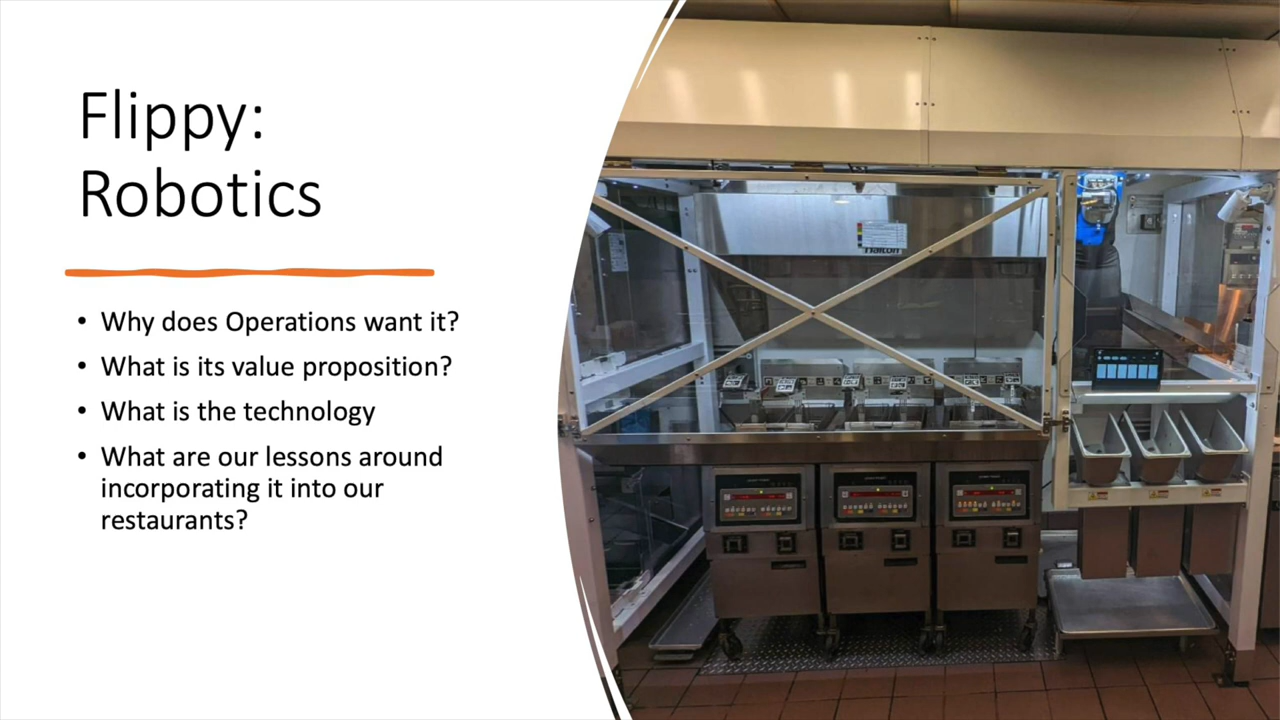 Flippy:
Robotics
• Why does Operations want it?
• What is its value proposition?
• What is the technology
• What are our lessons around
incorporating it into our
restaurants?
Halton